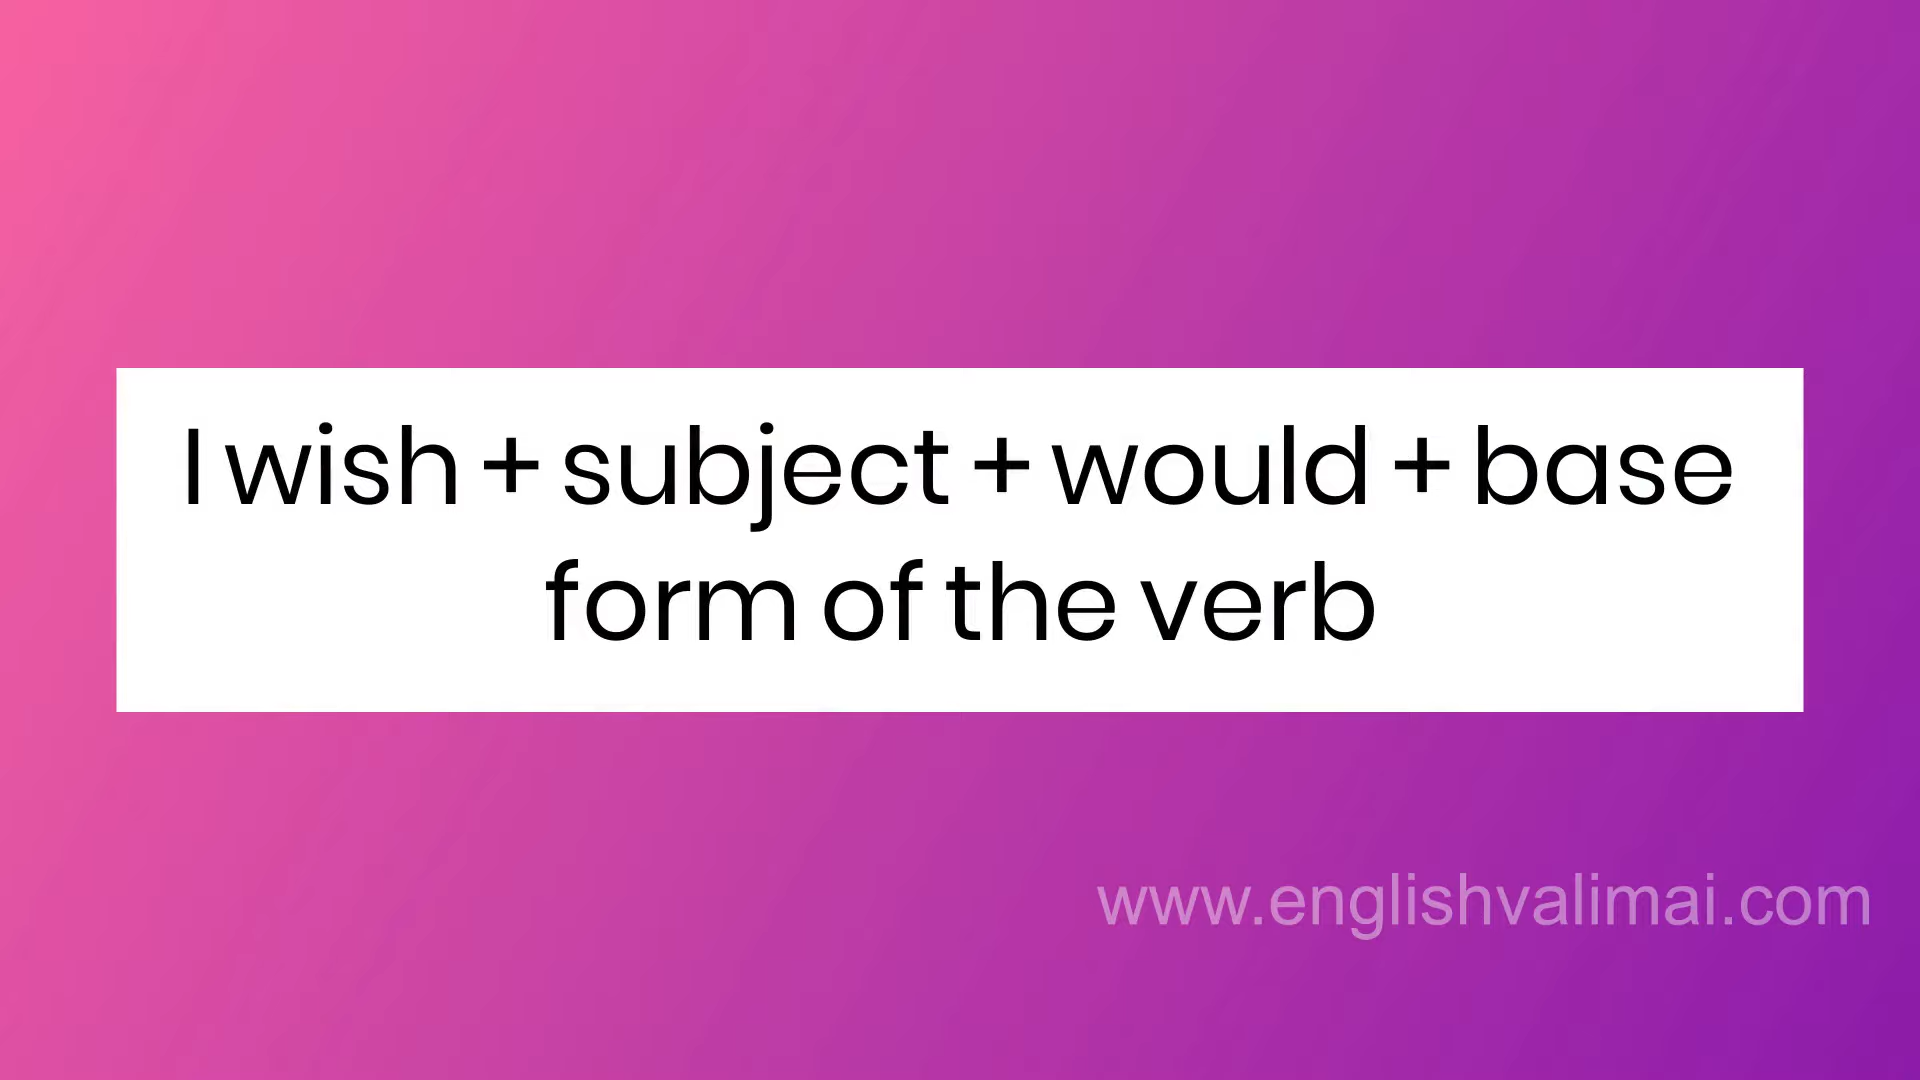 I wish + subject + would + base
form of the verb
www.englishvalimai.com